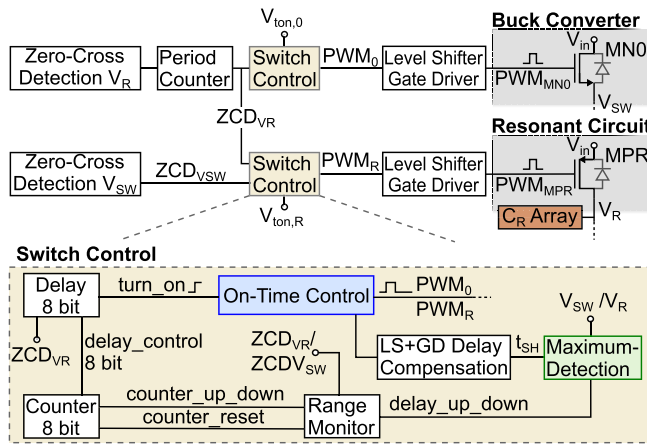 V_ton,0
Buck Converter
Zero-Cross
Detection V_R
Period
Counter
Switch
Control
PWM_0
Level Shifter
Gate Driver
PWM_MN0
V_in
MN0
V_SW
ZCD_VR
Resonant Circuit
Zero-Cross
Detection V_SW
ZCD_VSW
Switch
Control
PWM_R
Level Shifter
Gate Driver
PWM_MPR
V_in
MPR
V_ton,R
C_R Array
V_R
Switch Control
Delay
8 bit
turn_on
On-Time Control
PWM_0
PWM_R
V_SW /V_R
ZCD_VR
delay_control
8 bit
ZCD_VR/
ZCDV_SW
LS+GD Delay
Compensation
t_SH
Maximum-
Detection
Counter
8 bit
counter_up_down
counter_reset
Range
Monitor
delay_up_down